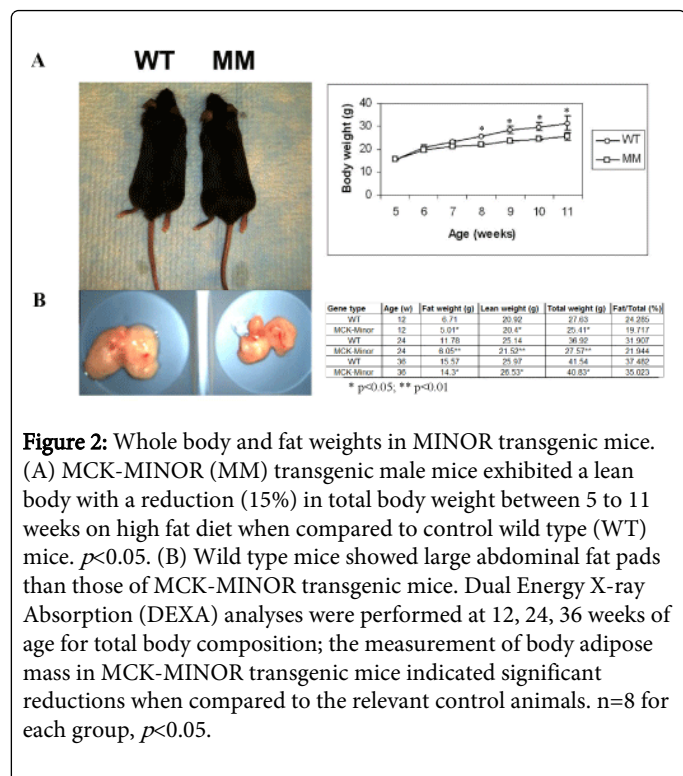 A
WT MM
Body weight (g)
40
30
20
10
0
* * * *
5 6 7 8 9 10 11
Age (weeks)
WT
MM
B
Gene type Age (w) Fat weight (g) Lean weight (g) Total weight (g) Fat/Total (%)
WT 12 6.71 20.92 27.63 24.285
MCK-Minor 12 5.01* 20.4* 25.41* 19.717
WT 24 11.78 25.14 36.92 31.907
MCK-Minor 24 6.05** 21.52** 27.57** 21.944
WT 36 15.57 25.97 41.54 37.482
MCK-Minor 36 14.3* 26.53* 40.83* 35.023
* p<0.05; ** p<0.01
Figure 2: Whole body and fat weights in MINOR transgenic mice.
(A) MCK-MINOR (MM) transgenic male mice exhibited a lean
body with a reduction (15%) in total body weight between 5 to 11
weeks on high fat diet when compared to control wild type (WT)
mice. p<0.05. (B) Wild type mice showed large abdominal fat pads
than those of MCK-MINOR transgenic mice. Dual Energy X-ray
Absorption (DEXA) analyses were performed at 12, 24, 36 weeks of
age for total body composition; the measurement of body adipose
mass in MCK-MINOR transgenic mice indicated significant
reductions when compared to the relevant control animals. n=8 for
each group, p<0.05.